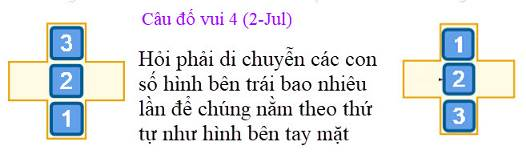 Câu đố vui 4 (2-Jul)
3
2
1
Hỏi phải di chuyễn các con
số hình bên trái bao nhiêu
lần để chúng nằm theo thứ
tự như hình bên tay mặt
1
2
3